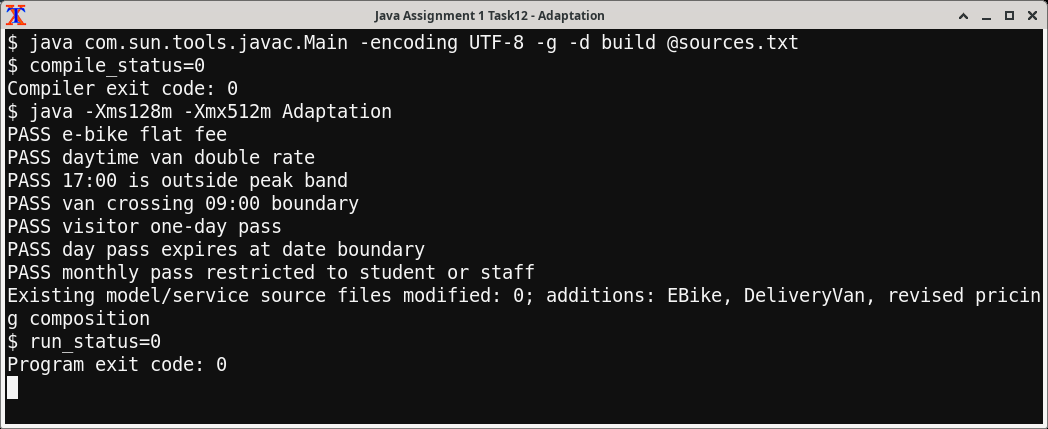 Java Assignment 1 Task12 - Adaptation
$ java com.sun.tools.javac.Main -encoding UTF-8 -g -d build @sources.txt
$ compile_status=0
Compiler exit code: 0
$ java -Xms128m -Xmx512m Adaptation
PASS e-bike flat fee
PASS daytime van double rate
PASS 17:00 is outside peak band
PASS van crossing 09:00 boundary
PASS visitor one-day pass
PASS day pass expires at date boundary
PASS monthly pass restricted to student or staff
Existing model/service source files modified: 0; additions: EBike, DeliveryVan, revised pricin
g composition
$ run_status=0
Program exit code: 0